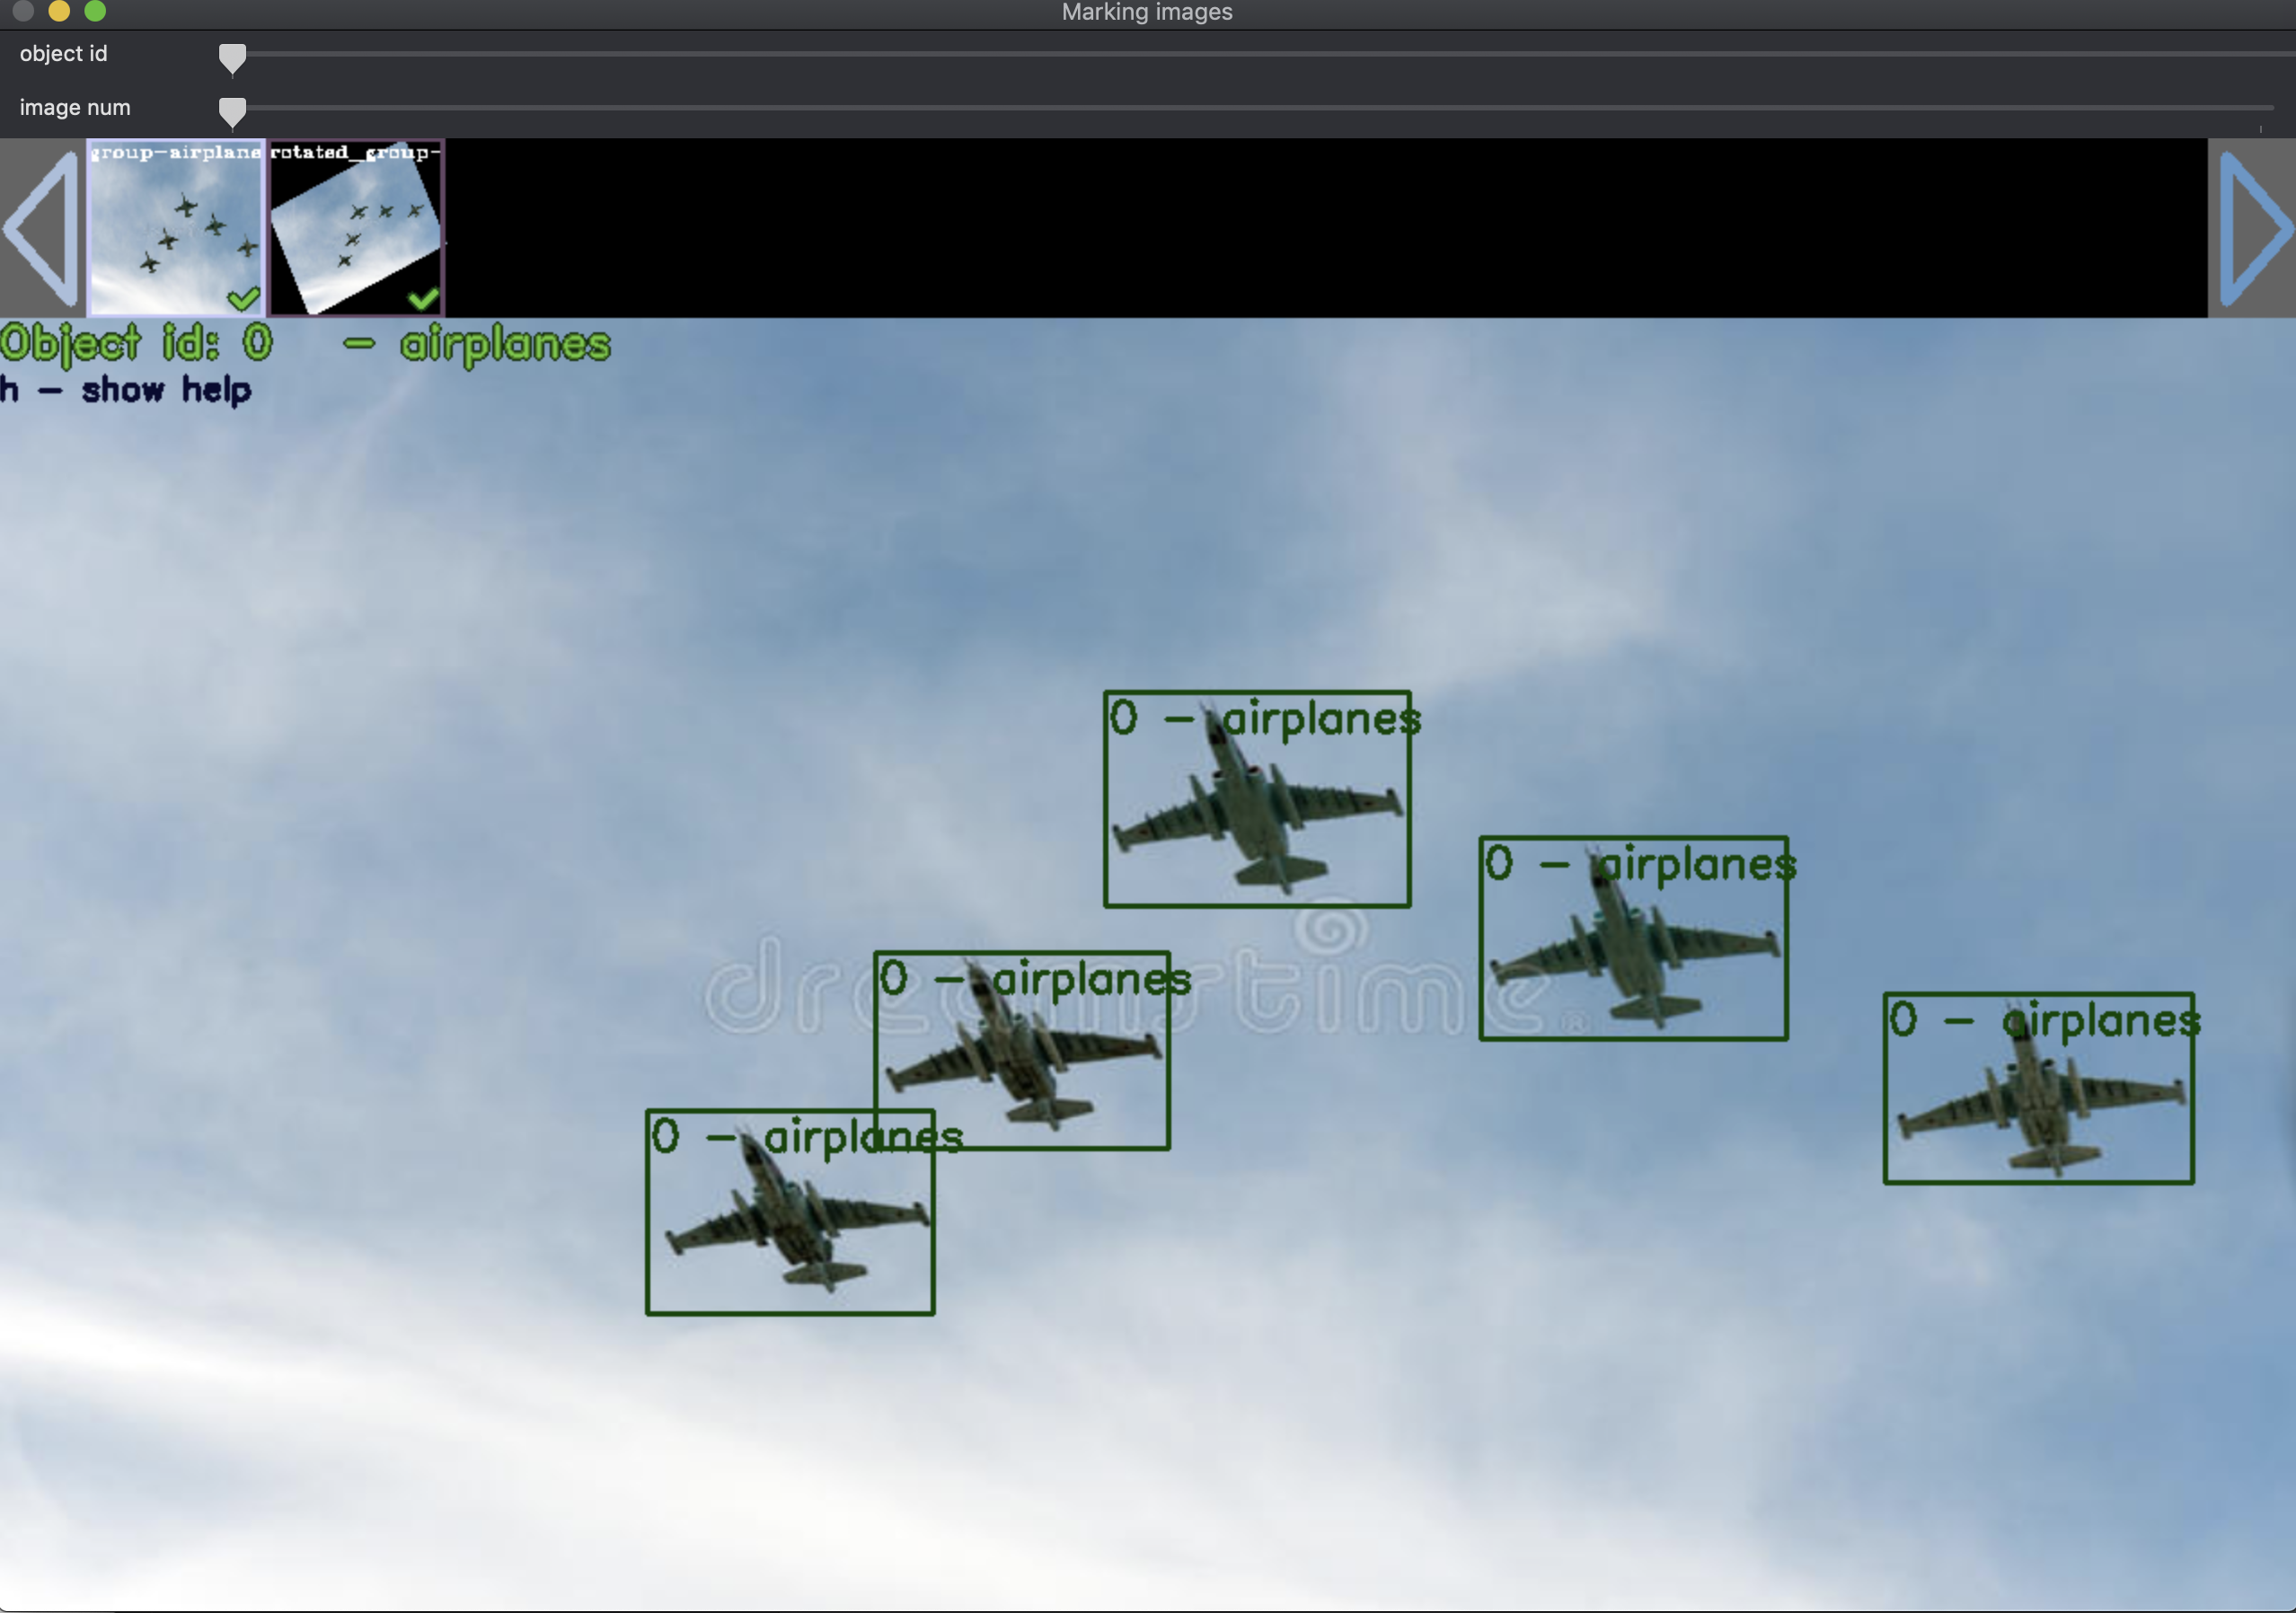 Marking images
object id
image num
group-airplane
rotated_group-
Object id: 0 - airplanes
h - show help
0 - airplanes
0 - airplanes
0 - airplanes
dreamstime®
0 - airplanes
0 - airplanes